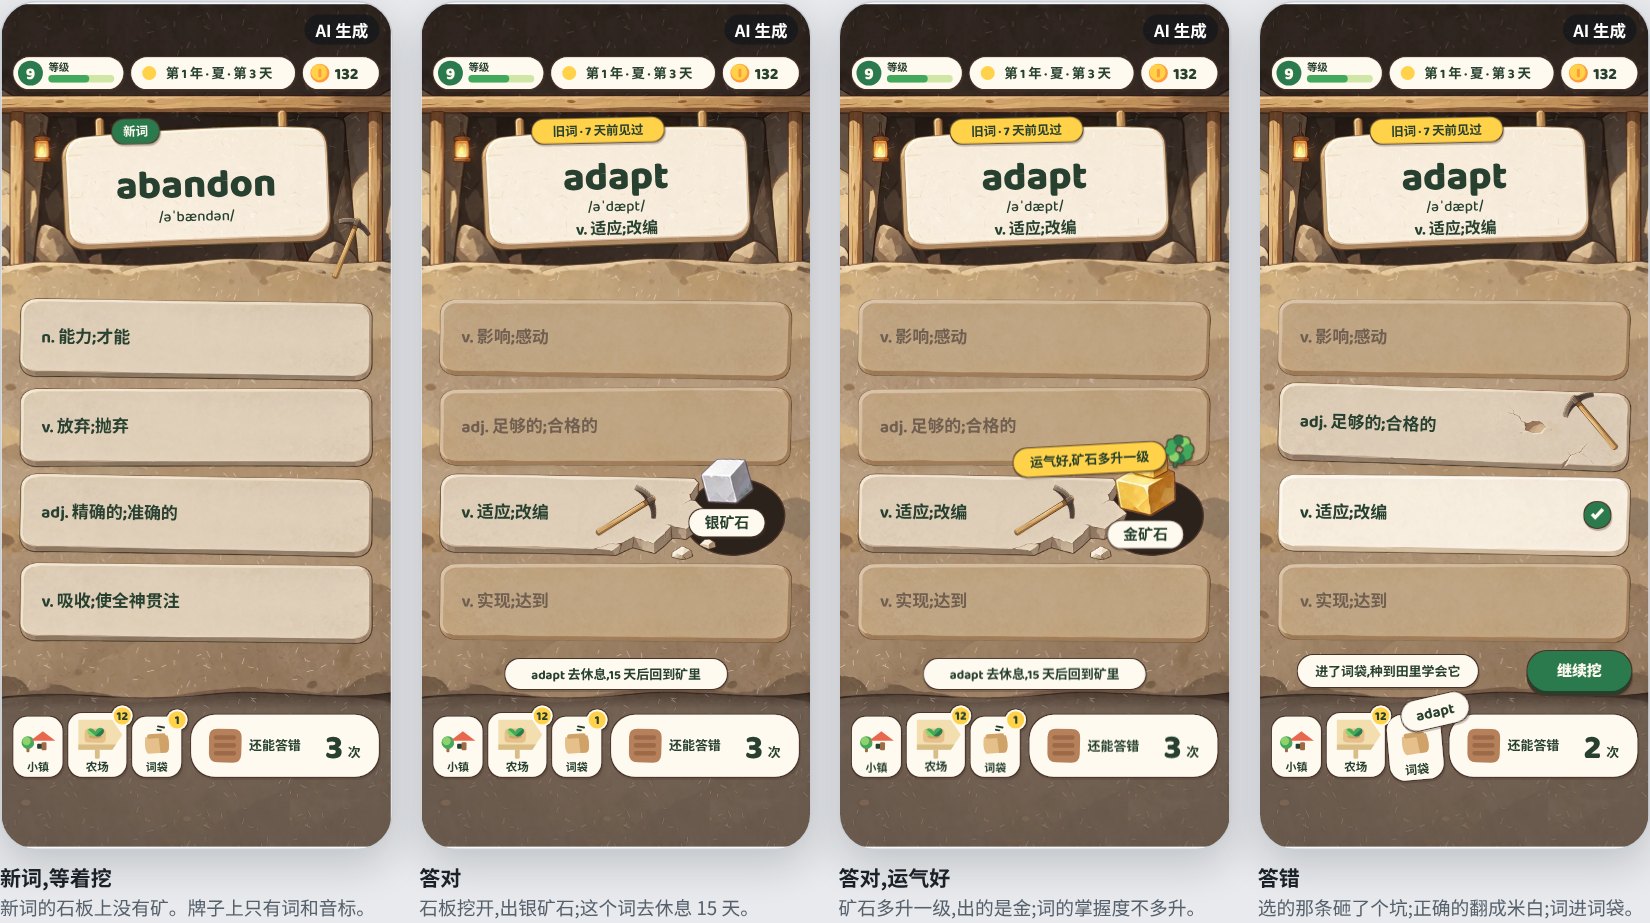 AI 生成
9
等级
第1年·夏·第3天
132
新词
abandon
/əˈbændən/
n. 能力;才能
v. 放弃;抛弃
adj. 精确的;准确的
v. 吸收;使全神贯注
小镇
12
农场
1
词袋
还能答错
3 次
新词,等着挖
新词的石板上没有矿。牌子上只有词和音标。
AI 生成
9
等级
第1年·夏·第3天
132
旧词·7 天前见过
adapt
/əˈdæpt/
v. 适应;改编
v. 影响;感动
adj. 足够的;合格的
v. 适应;改编
银矿石
v. 实现;达到
adapt 去休息,15 天后回到矿里
小镇
12
农场
1
词袋
还能答错
3 次
答对
石板挖开,出银矿石;这个词去休息 15 天。
AI 生成
9
等级
第1年·夏·第3天
132
旧词·7 天前见过
adapt
/əˈdæpt/
v. 适应;改编
v. 影响;感动
adj. 足够的;合格的
运气好,矿石多升一级
v. 适应;改编
金矿石
v. 实现;达到
adapt 去休息,15 天后回到矿里
小镇
12
农场
1
词袋
还能答错
3 次
答对,运气好
矿石多升一级,出的是金;词的掌握度不多升。
AI 生成
9
等级
第1年·夏·第3天
132
旧词·7 天前见过
adapt
/əˈdæpt/
v. 适应;改编
v. 影响;感动
adj. 足够的;合格的
v. 适应;改编
v. 实现;达到
进了词袋,种到田里学会它
继续挖
小镇
12
农场
adapt
词袋
还能答错
2 次
答错
选的那条砸了个坑;正确的翻成米白;词进词袋。